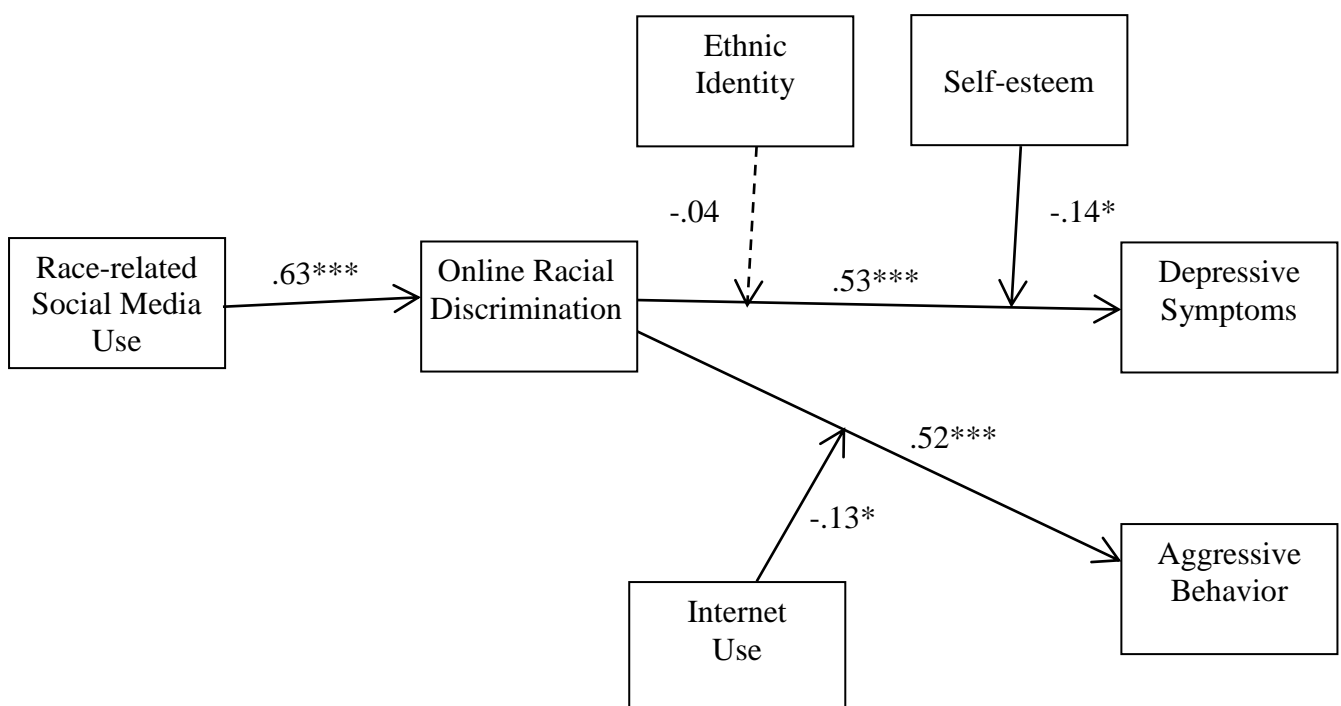 Ethnic
Identity
Self-esteem
-.04
-.14*
Race-related
Social Media
Use
.63***
Online Racial
Discrimination
.53***
Depressive
Symptoms
.52***
-.13*
Internet
Use
Aggressive
Behavior